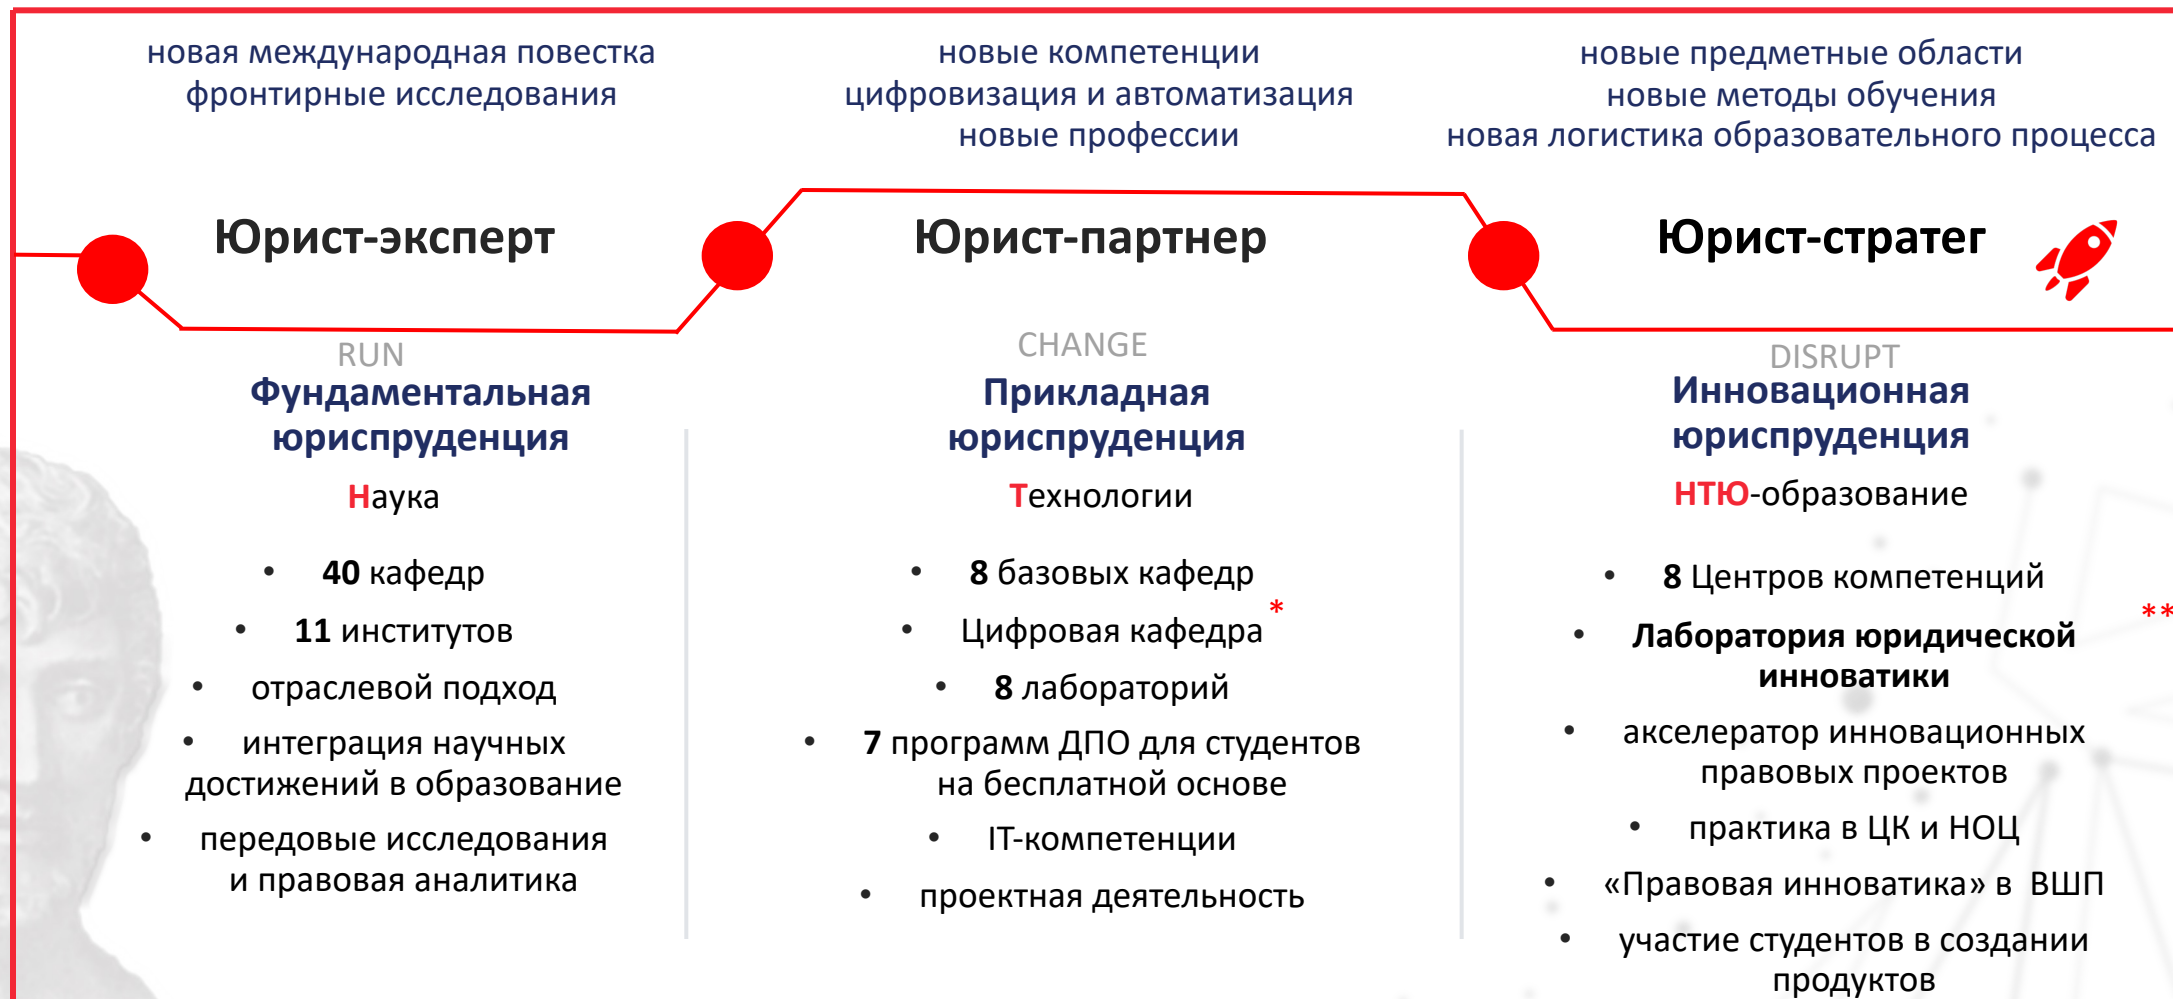 новая международная повестка
фронтирные исследования
Юрист-эксперт
RUN
Фундаментальная
юриспруденция
Наука
• 40 кафедр
• 11 институтов
• отраслевой подход
• интеграция научных
достижений в образование
• передовые исследования
и правовая аналитика
новые компетенции
цифровизация и автоматизация
новые профессии
Юрист-партнер
CHANGE
Прикладная
юриспруденция
Технологии
• 8 базовых кафедр
• Цифровая кафедра *
• 8 лабораторий
• 7 программ ДПО для студентов
на бесплатной основе
• IT-компетенции
• проектная деятельность
новые предметные области
новые методы обучения
новая логистика образовательного процесса
Юрист-стратег
DISRUPT
Инновационная
юриспруденция
НТЮ-образование
• 8 Центров компетенций
• Лаборатория юридической **
инноватики
• акселератор инновационных
правовых проектов
• практика в ЦК и НОЦ
• «Правовая инноватика» в ВШП
• участие студентов в создании
продуктов